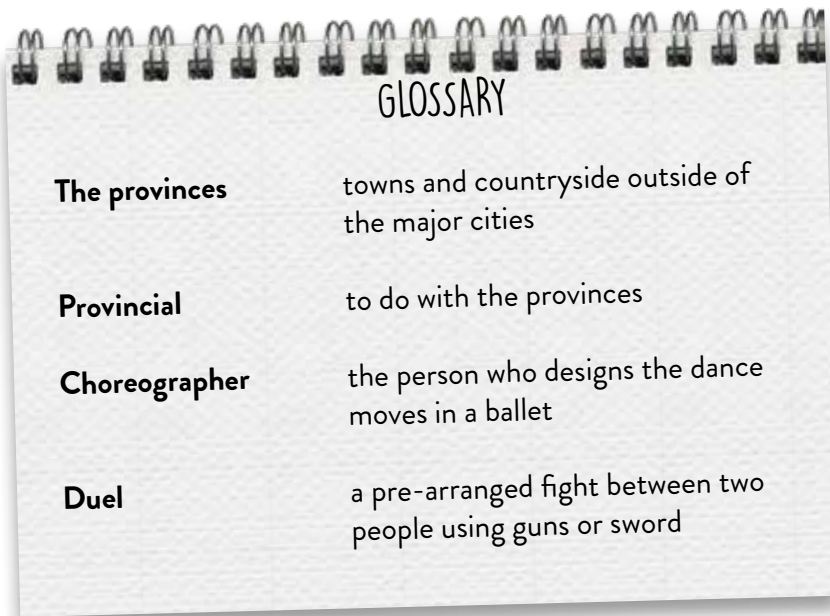 GLOSSARY
The provinces towns and countryside outside of
the major cities
Provincial to do with the provinces
Choreographer the person who designs the dance
moves in a ballet
Duel a pre-arranged fight between two
people using guns or sword